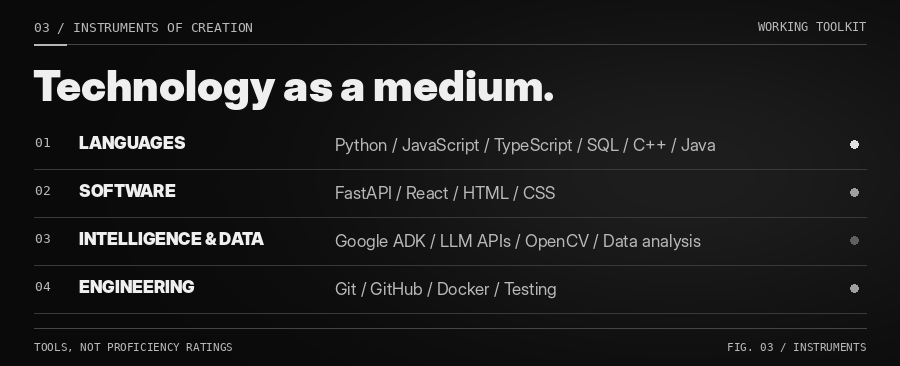 03 / INSTRUMENTS OF CREATION
WORKING TOOLKIT
Technology as a medium.
01 LANGUAGES Python / JavaScript / TypeScript / SQL / C++ / Java
02 SOFTWARE FastAPI / React / HTML / CSS
03 INTELLIGENCE & DATA Google ADK / LLM APIs / OpenCV / Data analysis
04 ENGINEERING Git / GitHub / Docker / Testing
TOOLS, NOT PROFICIENCY RATINGS
FIG. 03 / INSTRUMENTS